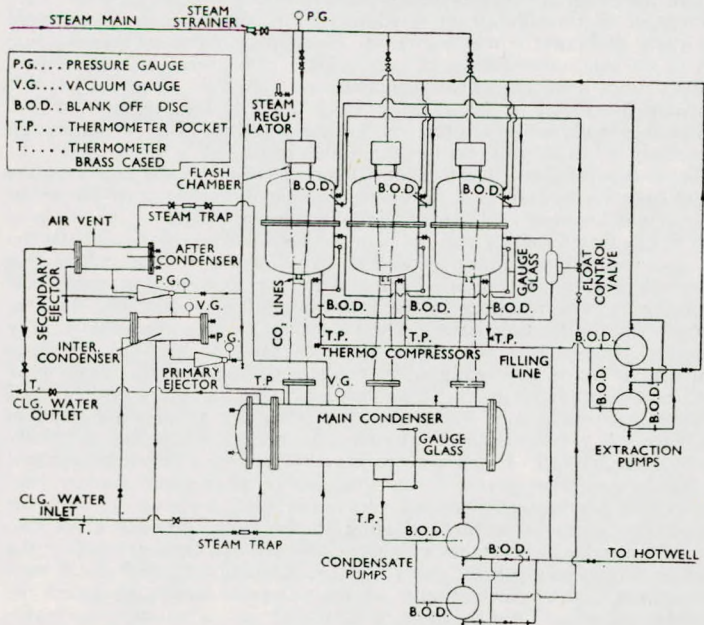 STEAM MAIN
STEAM
STRAINER
P.G.
P.G.... PRESSURE GAUGE
V.G.... VACUUM GAUGE
B.O.D.. BLANK OFF DISC
T.P.... THERMOMETER POCKET
T..... THERMOMETER
BRASS CASED
STEAM
REGU-
LATOR
FLASH
CHAMBER
B.O.D.
B.O.D.
B.O.D.
AIR VENT
STEAM TRAP
AFTER
CONDENSER
SECONDARY
EJECTOR
P.G.
V.G.
P.G.
INTER.
CONDENSER
PRIMARY
EJECTOR
CO₂ LINES
GAUGE
GLASS
FLOAT
CONTROL
VALVE
B.O.D.
B.O.D.
B.O.D.
T.P.
T.P.
T.P.
THERMO COMPRESSORS
FILLING
LINE
B.O.D.
B.O.D.
B.O.D.
B.O.D.
EXTRACTION PUMPS
T.
CLG. WATER
OUTLET
T.P
V.G.
MAIN CONDENSER
GAUGE
GLASS
CLG. WATER
INLET
T.
STEAM TRAP
T.P.
B.O.D.
B.O.D.
TO HOTWELL
CONDENSATE
PUMPS
B.O.D.
B.O.D.